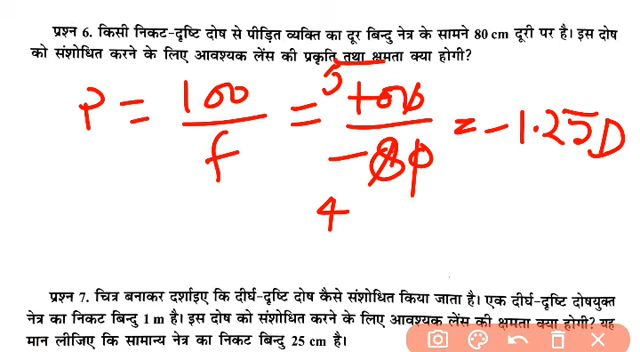 प्रश्न 6. किसी निकट-दृष्टि दोष से पीड़ित व्यक्ति का दूर बिन्दु नेत्र के सामने 80 cm दूरी पर है। इस दोष
को संशोधित करने के लिए आवश्यक लेंस की प्रकृति तथा क्षमता क्या होगी?
P = 100/f = 5 100/-80 4 = -1.25D
प्रश्न 7. चित्र बनाकर दर्शाइए कि दीर्घ-दृष्टि दोष कैसे संशोधित किया जाता है। एक दीर्घ-दृष्टि दोषयुक्त
नेत्र का निकट बिन्दु 1 m है। इस दोष को संशोधित करने के लिए आवश्यक लेंस की क्षमता क्या होगी? यह
मान लीजिए कि सामान्य नेत्र का निकट बिन्दु 25 cm है।